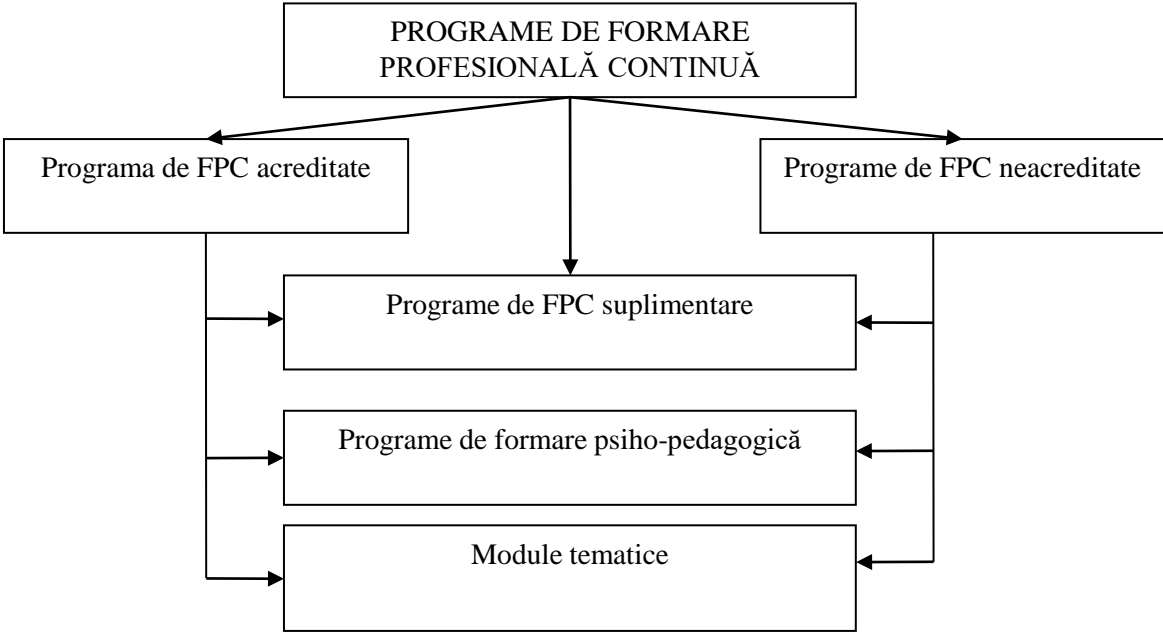 PROGRAME DE FORMARE
PROFESIONALĂ CONTINUĂ
Programa de FPC acreditate
Programe de FPC neacreditate
Programe de FPC suplimentare
Programe de formare psiho-pedagogică
Module tematice